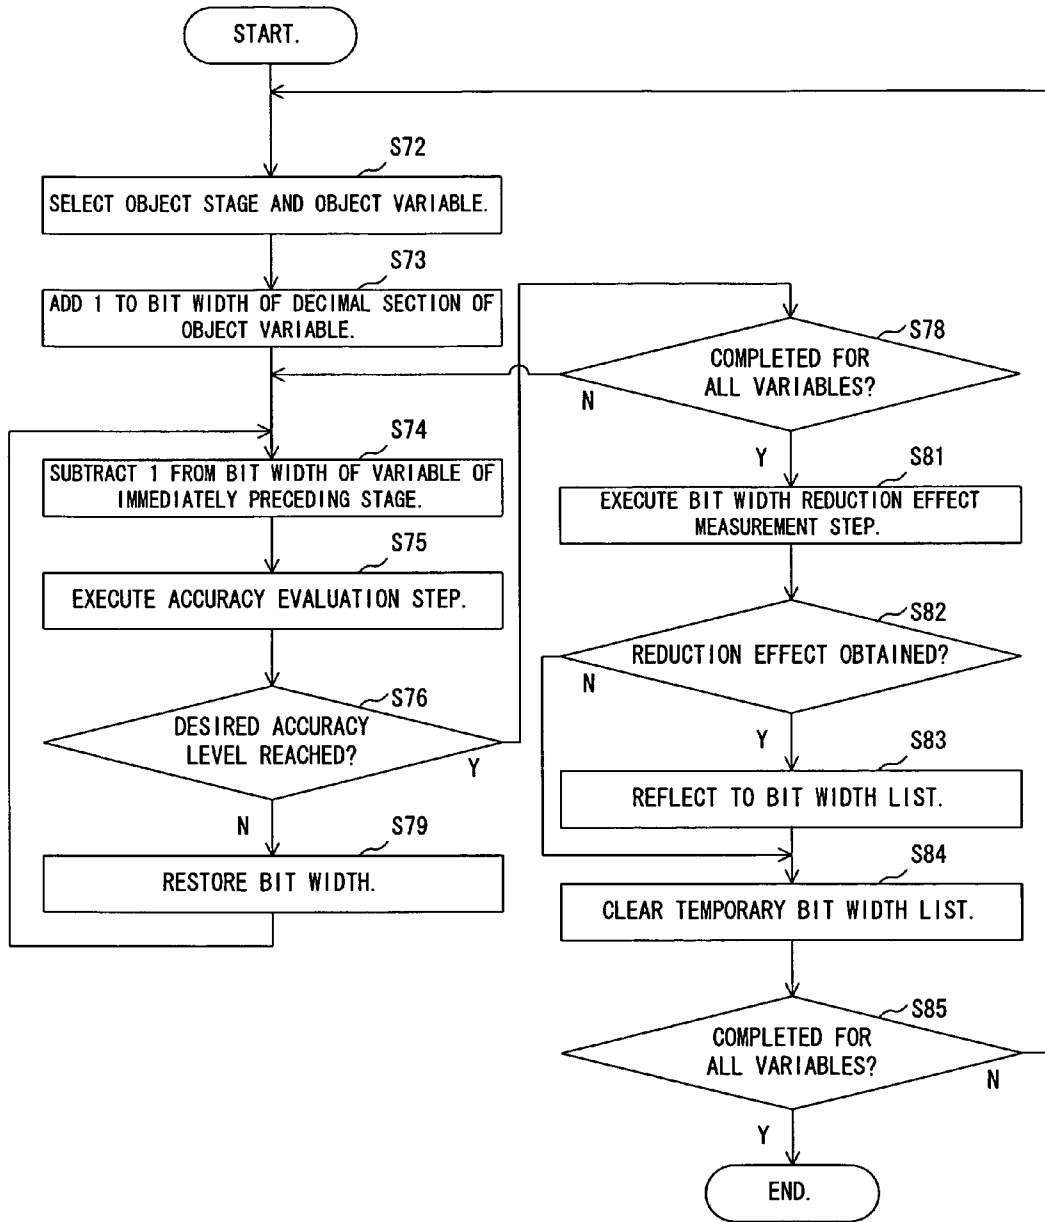 START.
S72
SELECT OBJECT STAGE AND OBJECT VARIABLE.
S73
ADD 1 TO BIT WIDTH OF DECIMAL SECTION OF
OBJECT VARIABLE.
S74
SUBTRACT 1 FROM BIT WIDTH OF VARIABLE OF
IMMEDIATELY PRECEDING STAGE.
S75
EXECUTE ACCURACY EVALUATION STEP.
S76
DESIRED ACCURACY
LEVEL REACHED?
Y
N
S79
RESTORE BIT WIDTH.
S78
COMPLETED FOR
ALL VARIABLES?
N
Y
S81
EXECUTE BIT WIDTH REDUCTION EFFECT
MEASUREMENT STEP.
S82
REDUCTION EFFECT OBTAINED?
N
Y
S83
REFLECT TO BIT WIDTH LIST.
S84
CLEAR TEMPORARY BIT WIDTH LIST.
S85
COMPLETED FOR
ALL VARIABLES?
N
Y
END.